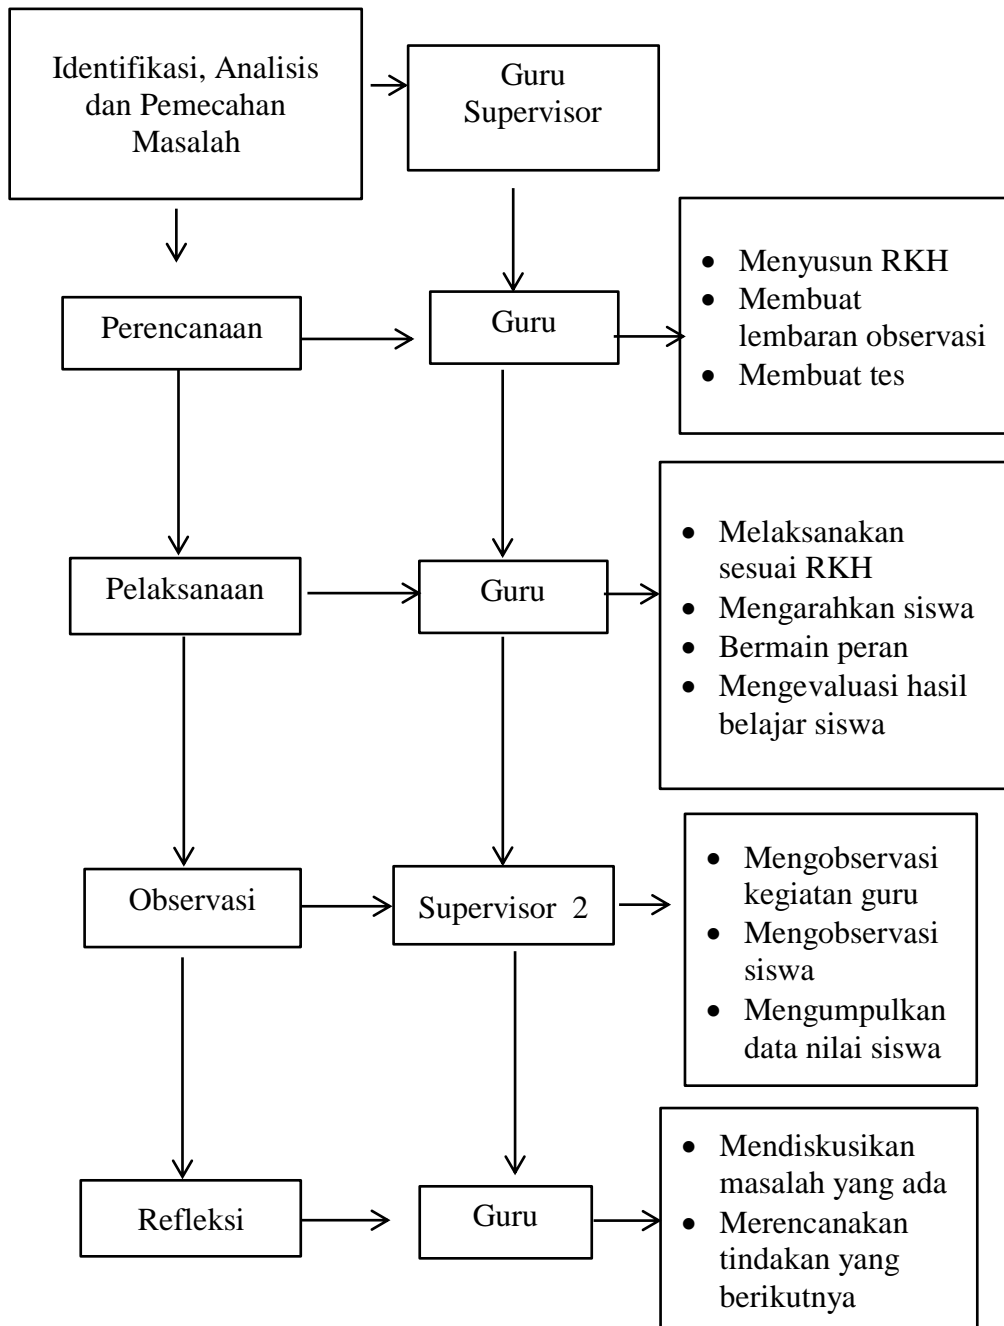 Identifikasi, Analisis
dan Pemecahan
Masalah
Guru
Supervisor
Perencanaan
Guru
• Menyusun RKH
• Membuat
lembaran observasi
• Membuat tes
Pelaksanaan
Guru
• Melaksanakan
sesuai RKH
• Mengarahkan siswa
• Bermain peran
• Mengevaluasi hasil
belajar siswa
Observasi
Supervisor 2
• Mengobservasi
kegiatan guru
• Mengobservasi
siswa
• Mengumpulkan
data nilai siswa
Refleksi
Guru
• Mendiskusikan
masalah yang ada
• Merencanakan
tindakan yang
berikutnya